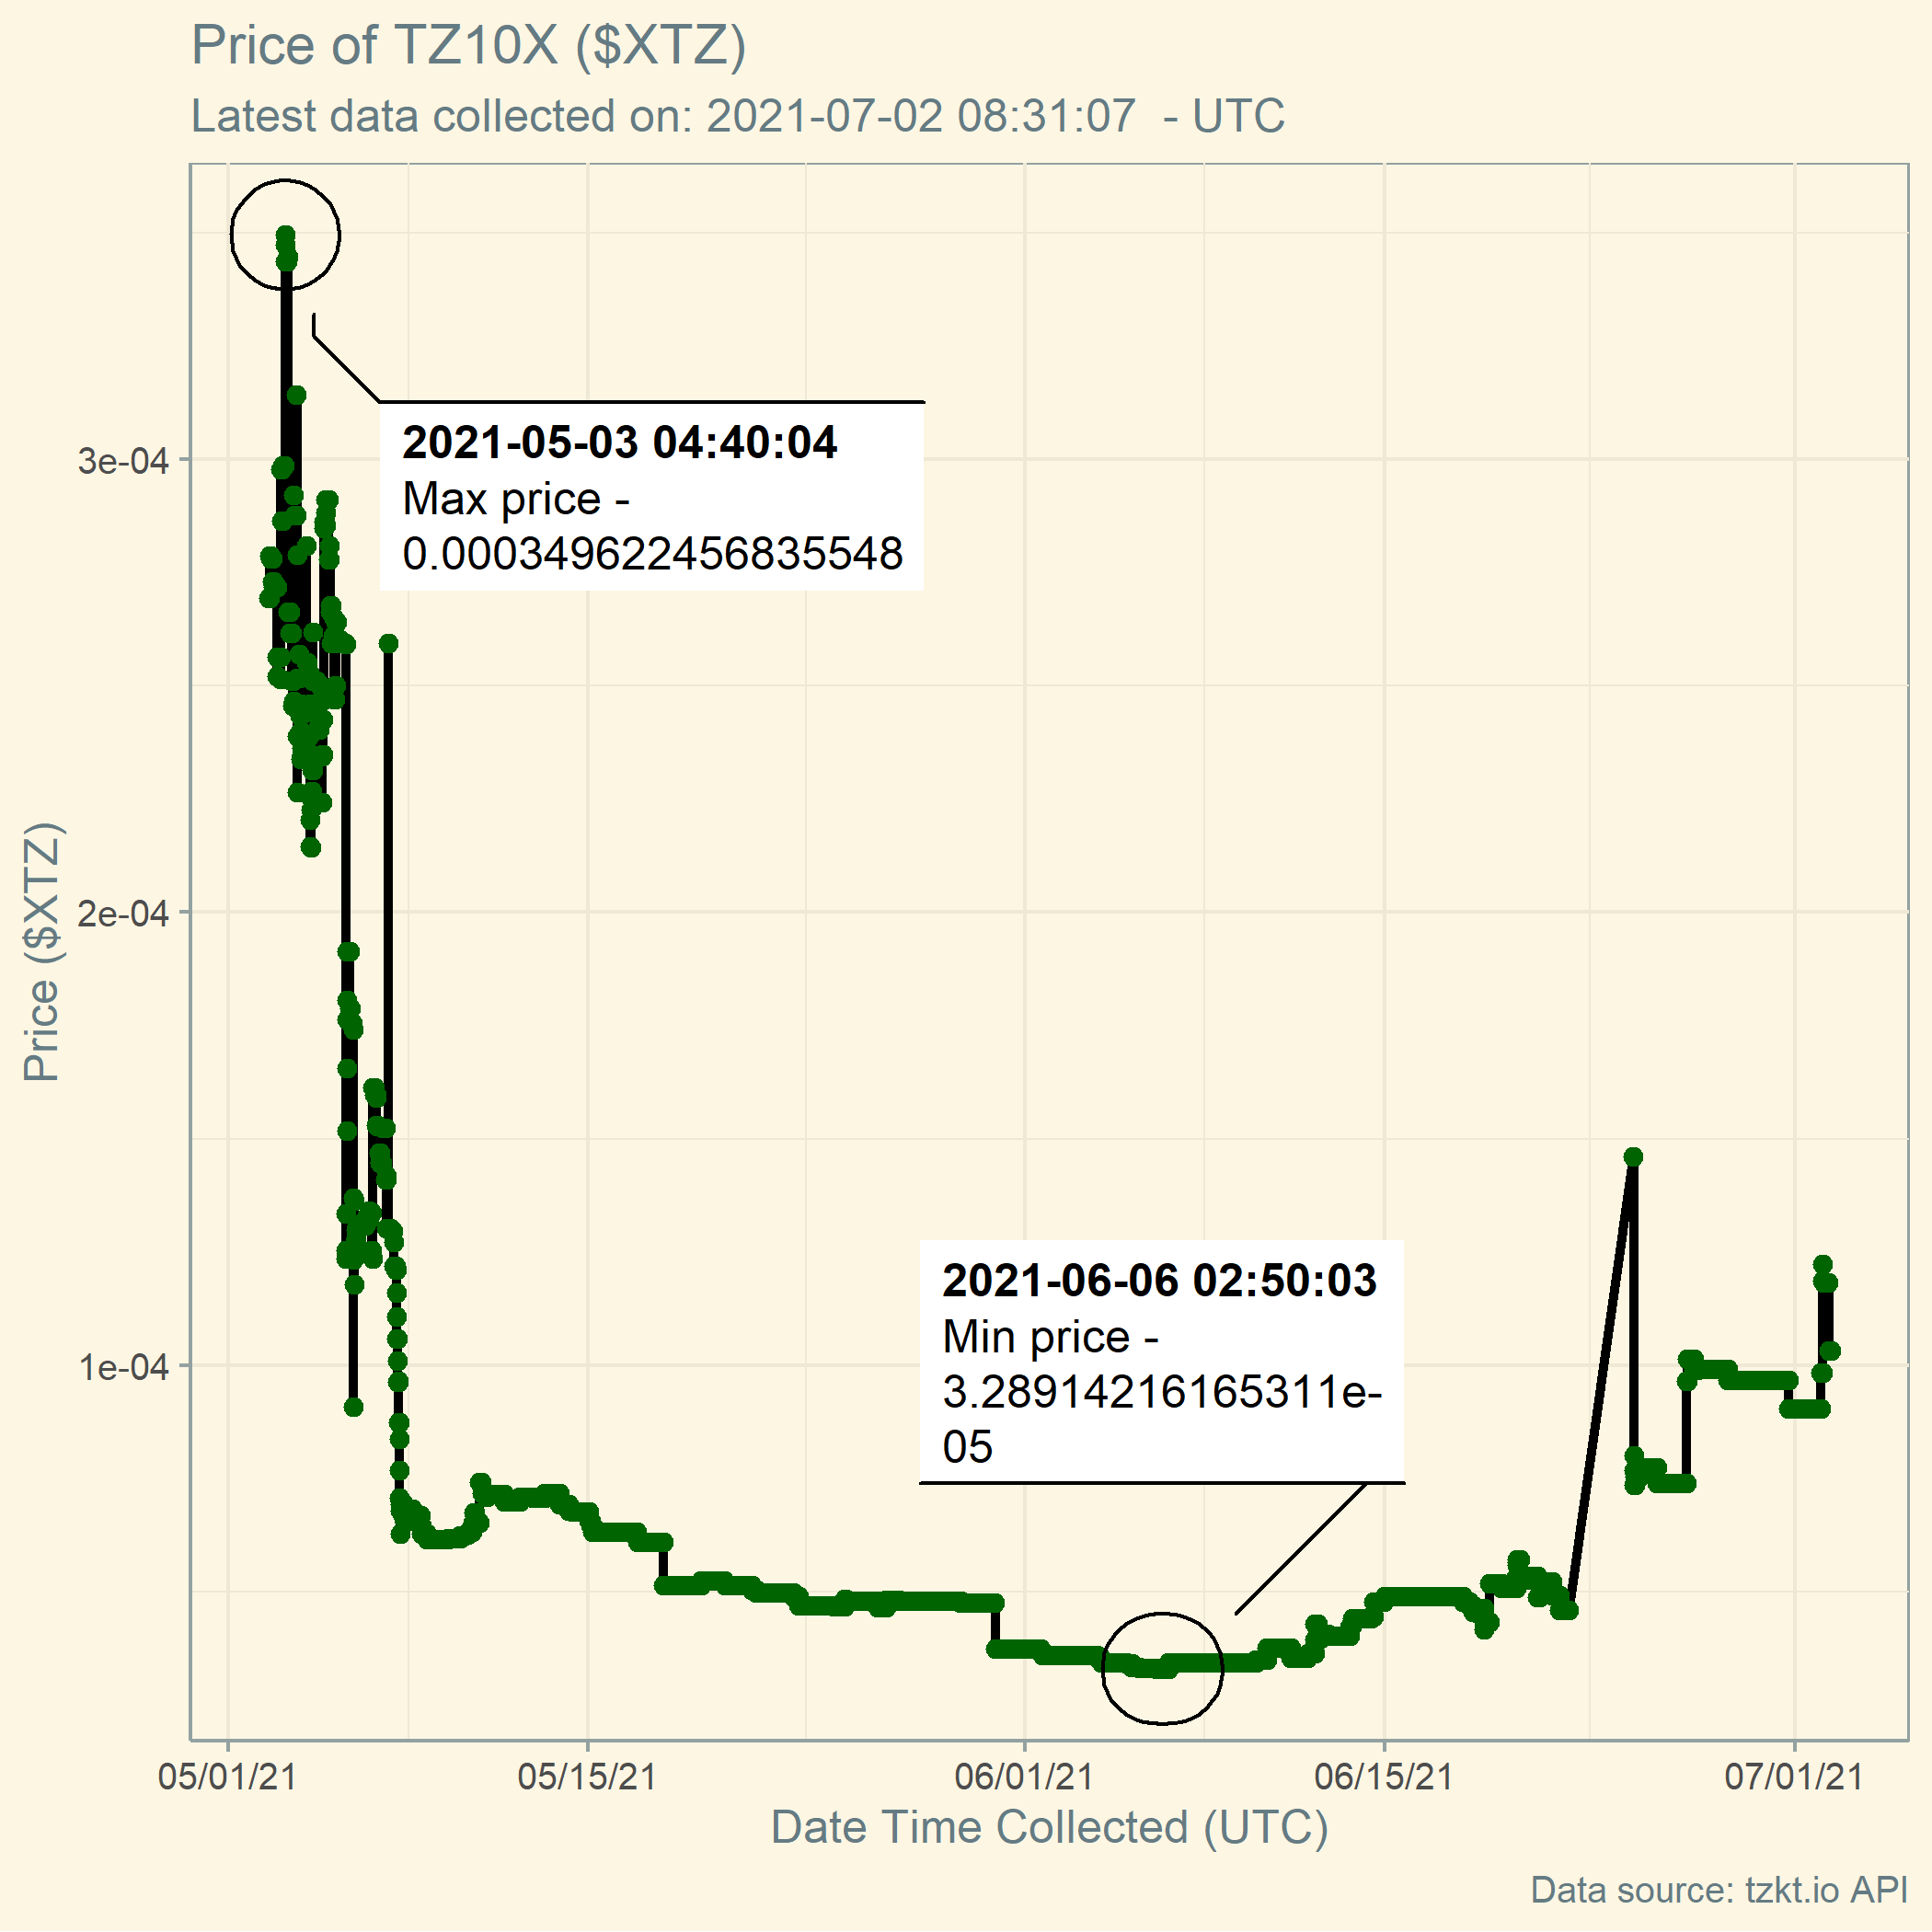 Price of TZ10X ($XTZ)
Latest data collected on: 2021-07-02 08:31:07  - UTC
2021-05-03 04:40:04
Max price -
0.000349622456835548
3e-04
2e-04
1e-04
Price ($XTZ)
2021-06-06 02:50:03
Min price -
3.28914216165311e-
05
05/01/21
05/15/21
06/01/21
06/15/21
07/01/21
Date Time Collected (UTC)
Data source: tzkt.io API